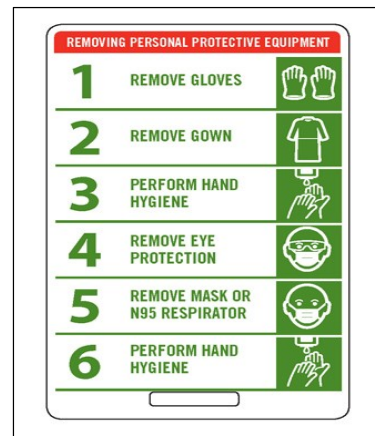 REMOVING PERSONAL PROTECTIVE EQUIPMENT
1 REMOVE GLOVES
2 REMOVE GOWN
3 PERFORM HAND
HYGIENE
4 REMOVE EYE
PROTECTION
5 REMOVE MASK OR
N95 RESPIRATOR
6 PERFORM HAND
HYGIENE